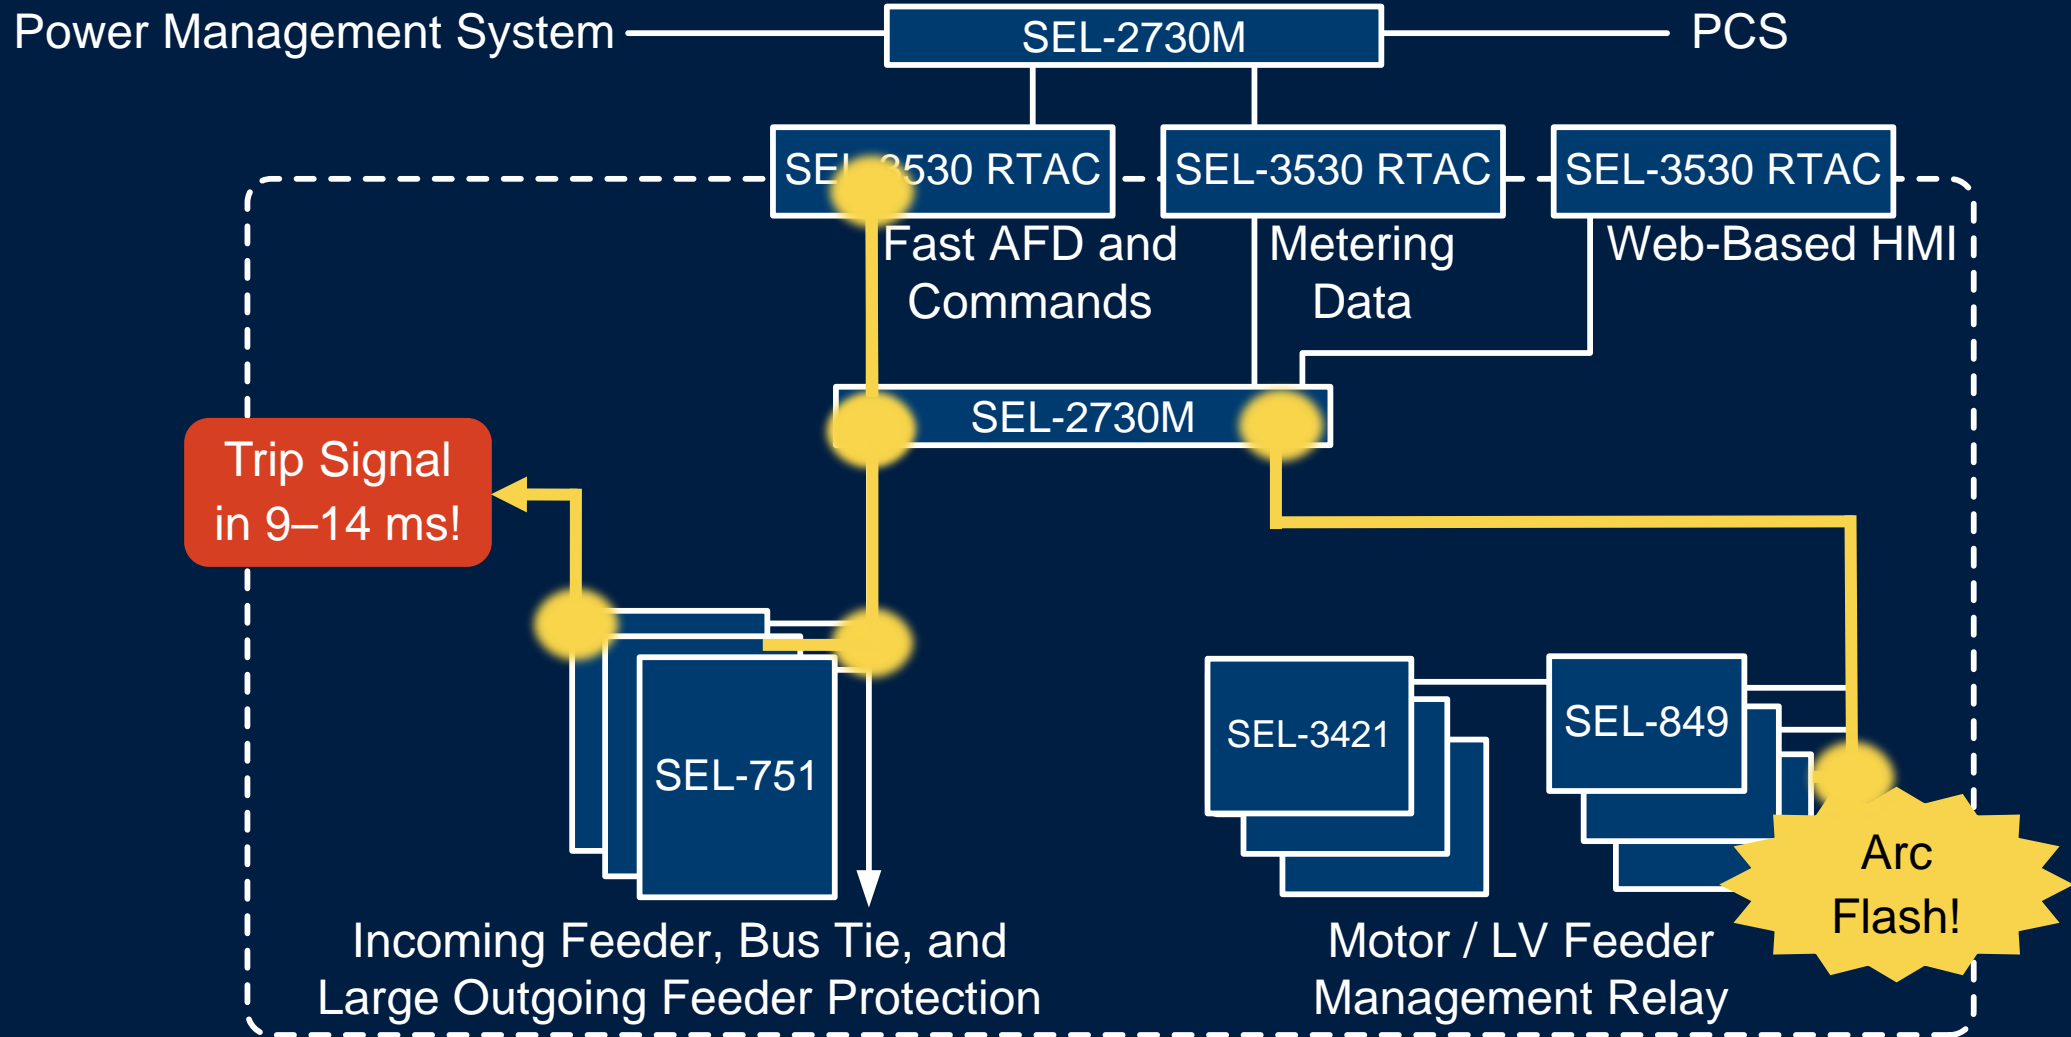 Power Management System
SEL-2730M
PCS
SEL-3530 RTAC
SEL-3530 RTAC
SEL-3530 RTAC
Fast AFD and
Commands
Metering
Data
Web-Based HMI
SEL-2730M
Trip Signal
in 9–14 ms!
SEL-751
SEL-3421
SEL-849
Arc
Flash!
Incoming Feeder, Bus Tie, and
Large Outgoing Feeder Protection
Motor / LV Feeder
Management Relay